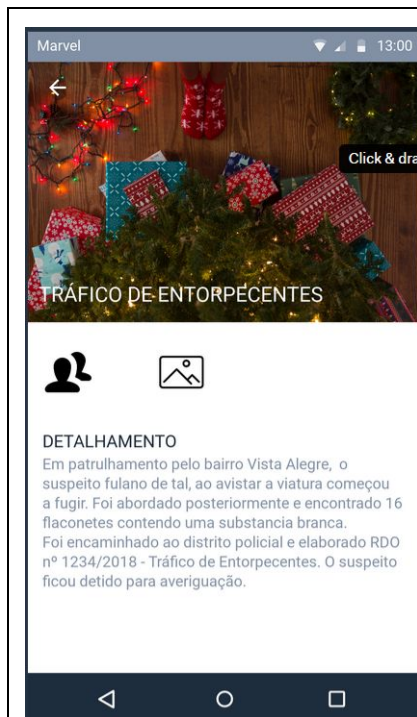 Marvel 13:00
Click & dra
TRÁFICO DE ENTORPECENTES
DETALHAMENTO
Em patrulhamento pelo bairro Vista Alegre, o
suspeito fulano de tal, ao avistar a viatura começou
a fugir. Foi abordado posteriormente e encontrado 16
flaconetes contendo uma substancia branca.
Foi encaminhado ao distrito policial e elaborado RDO
nº 1234/2018 - Tráfico de Entorpecentes. O suspeito
ficou detido para averiguação.